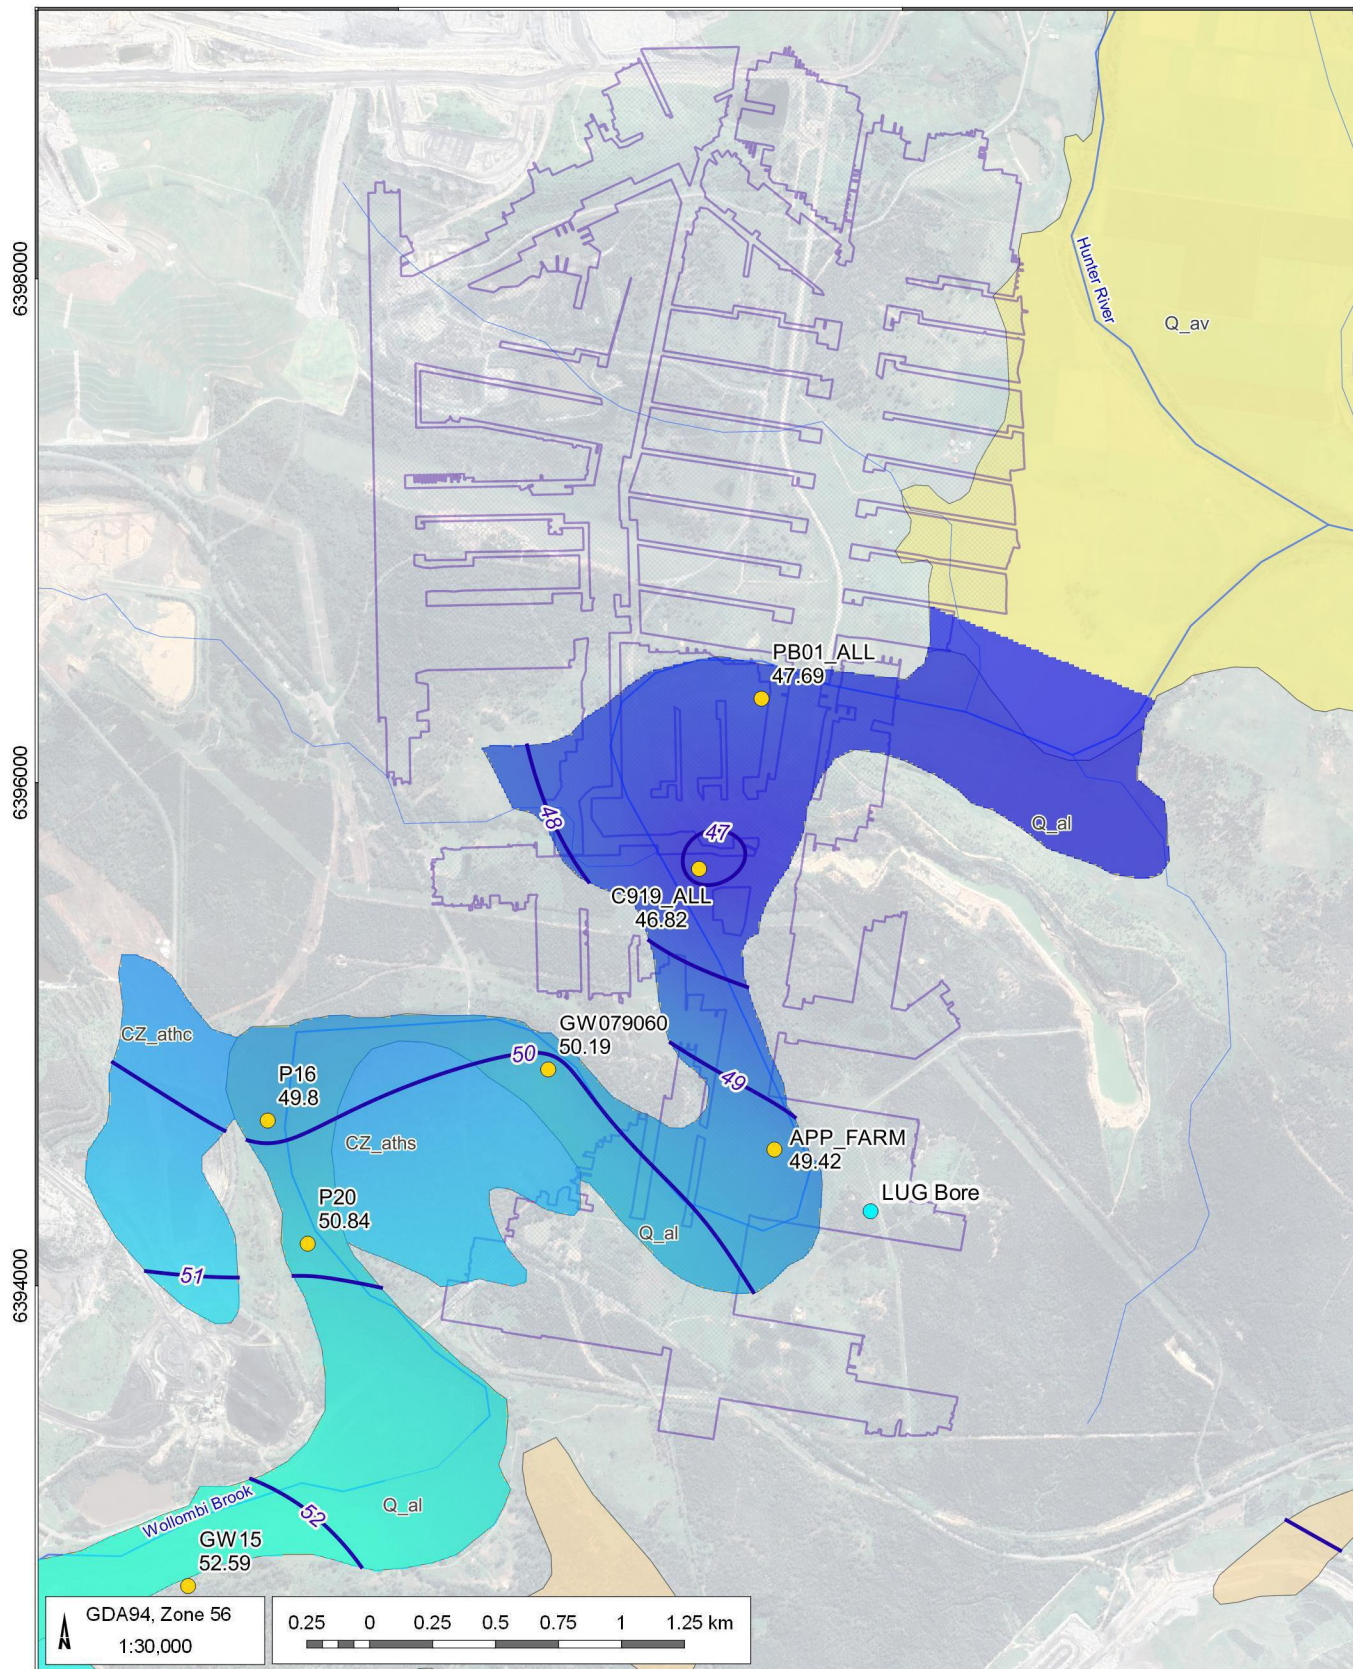 6398000
Hunter River
Q_av
PB01_ALL
47.69
6396000
48
47
Q_al
C919_ALL
46.82
CZ_athc
GW079060
50.19
50
P16
49.8
49
CZ_aths
APP_FARM
49.42
LUG Bore
P20
50.84
Q_al
51
6394000
Wollombi Brook
52
Q_al
GW15
52.59
N
GDA94, Zone 56
1:30,000
0.25 0 0.25 0.5 0.75 1 1.25 km